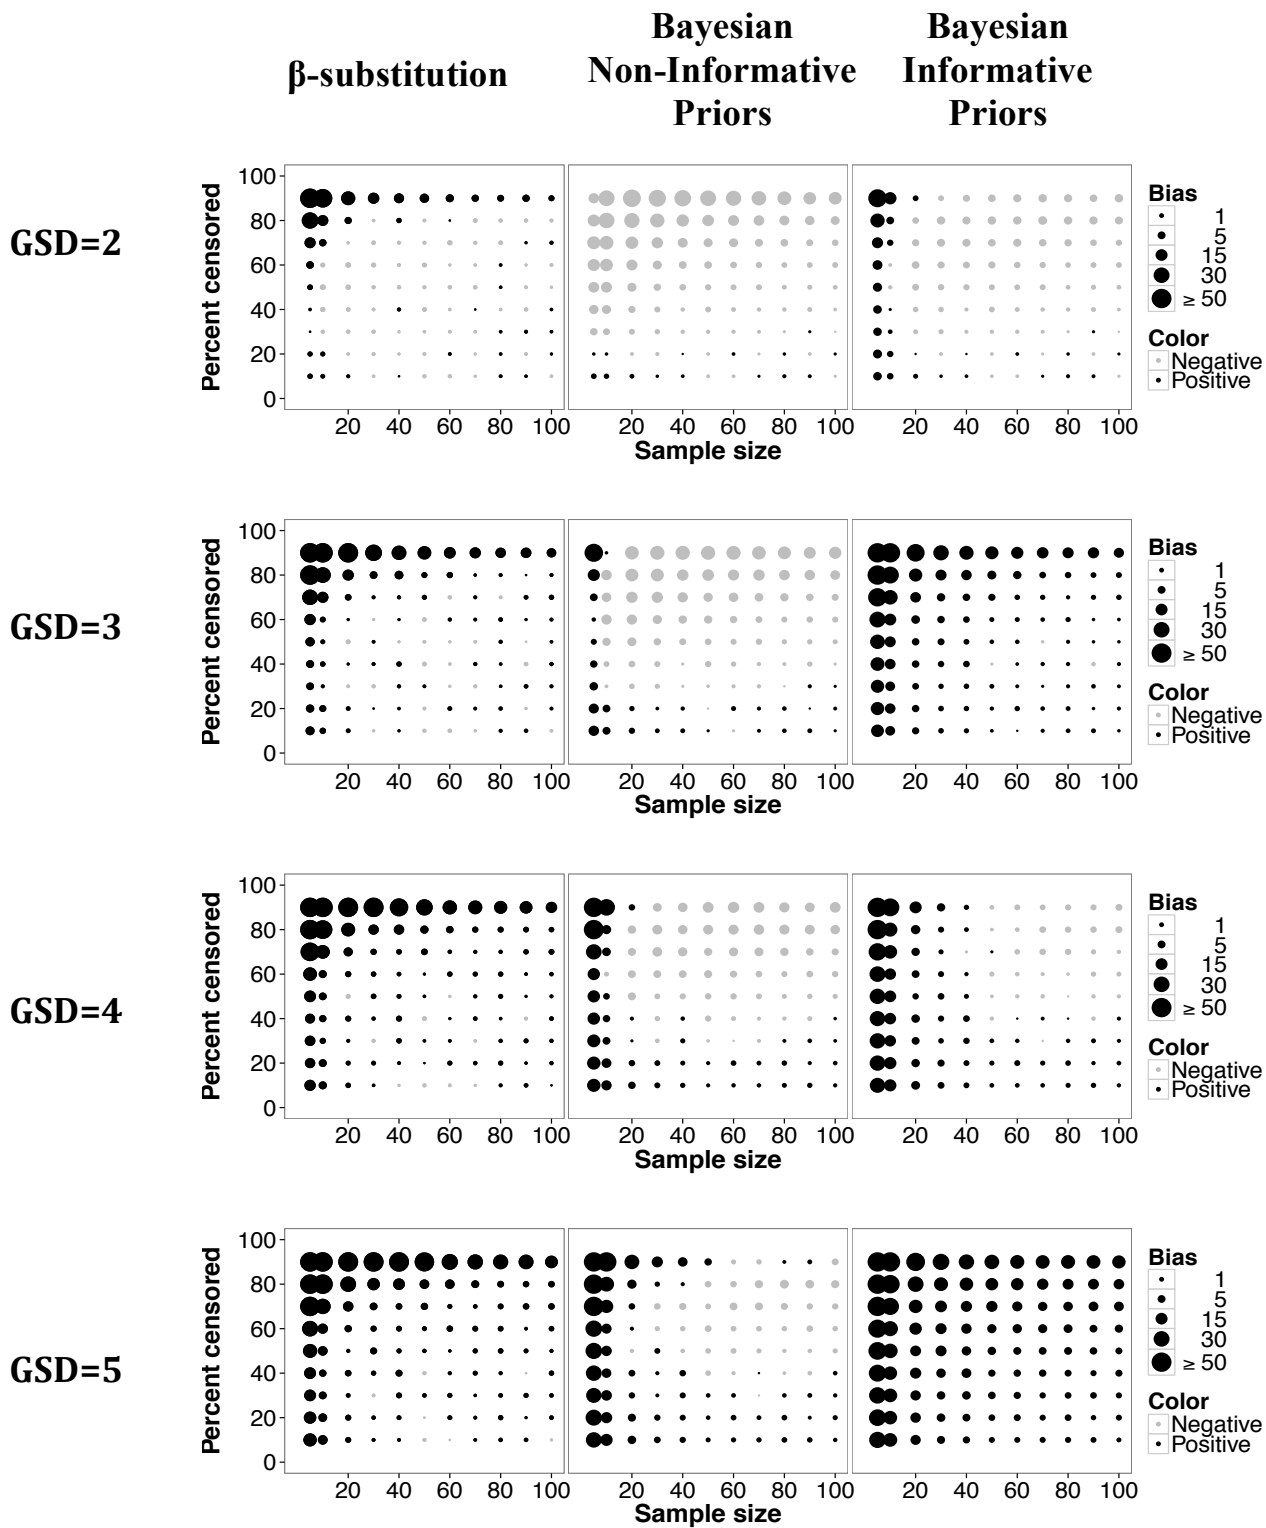 β-substitution
Bayesian
Non-Informative
Priors
Bayesian
Informative
Priors
GSD=2
Percent censored
100
80
60
40
20
0
20 40 60 80 100
20 40 60 80 100
20 40 60 80 100
Sample size
Bias
1
5
15
30
≥ 50
Color
Negative
Positive
GSD=3
Percent censored
100
80
60
40
20
0
20 40 60 80 100
20 40 60 80 100
20 40 60 80 100
Sample size
Bias
1
5
15
30
≥ 50
Color
Negative
Positive
GSD=4
Percent censored
100
80
60
40
20
0
20 40 60 80 100
20 40 60 80 100
20 40 60 80 100
Sample size
Bias
1
5
15
30
≥ 50
Color
Negative
Positive
GSD=5
Percent censored
100
80
60
40
20
0
20 40 60 80 100
20 40 60 80 100
20 40 60 80 100
Sample size
Bias
1
5
15
30
≥ 50
Color
Negative
Positive